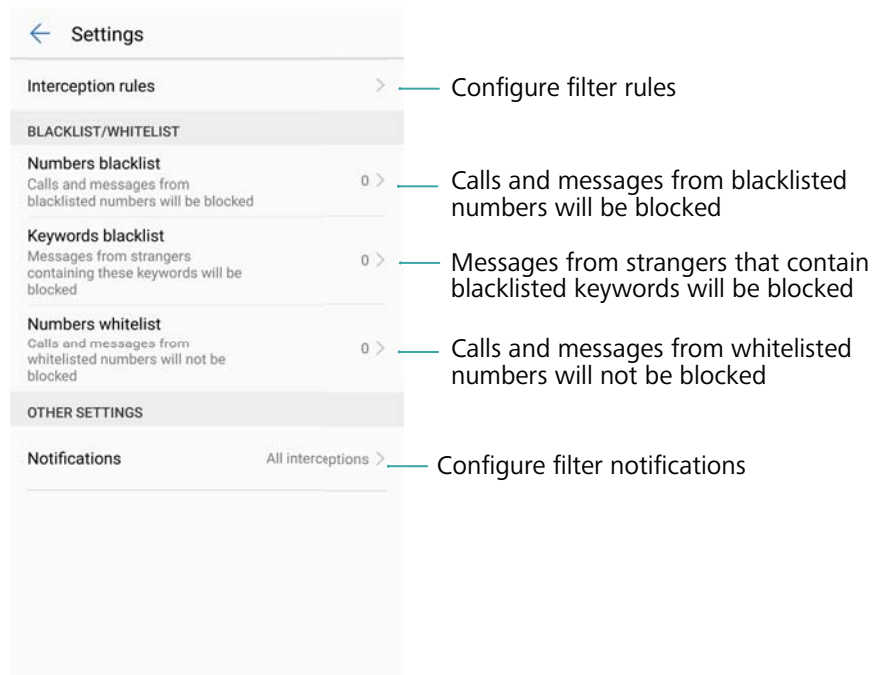 Settings
Interception rules
Configure filter rules
BLACKLIST/WHITELIST
Numbers blacklist
Calls and messages from
blacklisted numbers will be blocked
0
Calls and messages from blacklisted
numbers will be blocked
Keywords blacklist
Messages from strangers
containing these keywords will be
blocked
0
Messages from strangers that contain
blacklisted keywords will be blocked
Numbers whitelist
Calls and messages from
whitelisted numbers will not be
blocked
0
Calls and messages from whitelisted
numbers will not be blocked
OTHER SETTINGS
Notifications
All interceptions
Configure filter notifications